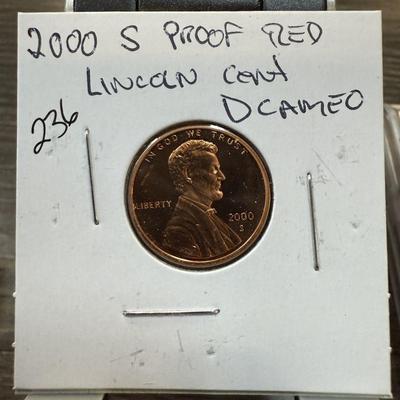 2000 S PROOF RED
LINCOLN Cent
DCAMEO
236
IN GOD WE TRUST
LIBERTY
2000
S